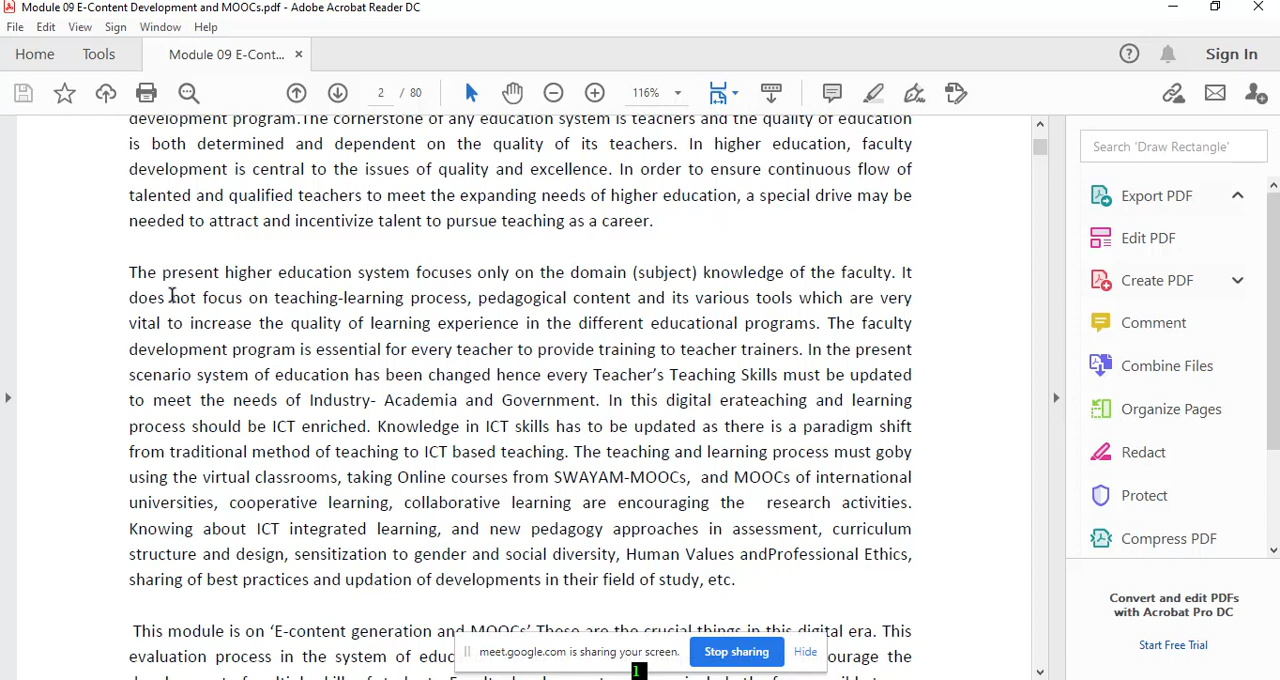 Module 09 E-Content Development and MOOCs.pdf - Adobe Acrobat Reader DC
File Edit View Sign Window Help
Home Tools Module 09 E-Cont... × Sign In
2 / 80 116%
development program.The cornerstone of any education system is teachers and the quality of education
is both determined and dependent on the quality of its teachers. In higher education, faculty
development is central to the issues of quality and excellence. In order to ensure continuous flow of
talented and qualified teachers to meet the expanding needs of higher education, a special drive may be
needed to attract and incentivize talent to pursue teaching as a career.
The present higher education system focuses only on the domain (subject) knowledge of the faculty. It
does not focus on teaching-learning process, pedagogical content and its various tools which are very
vital to increase the quality of learning experience in the different educational programs. The faculty
development program is essential for every teacher to provide training to teacher trainers. In the present
scenario system of education has been changed hence every Teacher's Teaching Skills must be updated
to meet the needs of Industry- Academia and Government. In this digital erateaching and learning
process should be ICT enriched. Knowledge in ICT skills has to be updated as there is a paradigm shift
from traditional method of teaching to ICT based teaching. The teaching and learning process must goby
using the virtual classrooms, taking Online courses from SWAYAM-MOOCs, and MOOCs of international
universities, cooperative learning, collaborative learning are encouraging the research activities.
Knowing about ICT integrated learning, and new pedagogy approaches in assessment, curriculum
structure and design, sensitization of gender and social diversity, Human Values andProfessional Ethics,
sharing of best practices and updation of developments in their field of study, etc.
This module is on 'E-content generation and MOOCs' These are the crucial things in this digital era. This
evaluation process in the system of
meet.google.com is sharing your screen. Stop sharing Hide
1
Search 'Draw Rectangle'
Export PDF
Edit PDF
Create PDF
Comment
Combine Files
Organize Pages
Redact
Protect
Compress PDF
Convert and edit PDFs
with Acrobat Pro DC
Start Free Trial